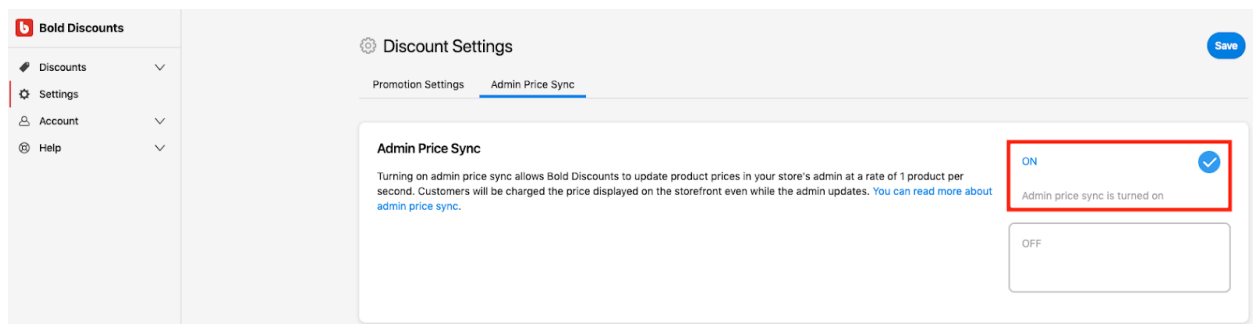 Bold Discounts
Discounts
Settings
Account
Help
Discount Settings
Save
Promotion Settings
Admin Price Sync
Admin Price Sync
Turning on admin price sync allows Bold Discounts to update product prices in your store's admin at a rate of 1 product per
second. Customers will be charged the price displayed on the storefront even while the admin updates. You can read more about
admin price sync.
ON
Admin price sync is turned on
OFF